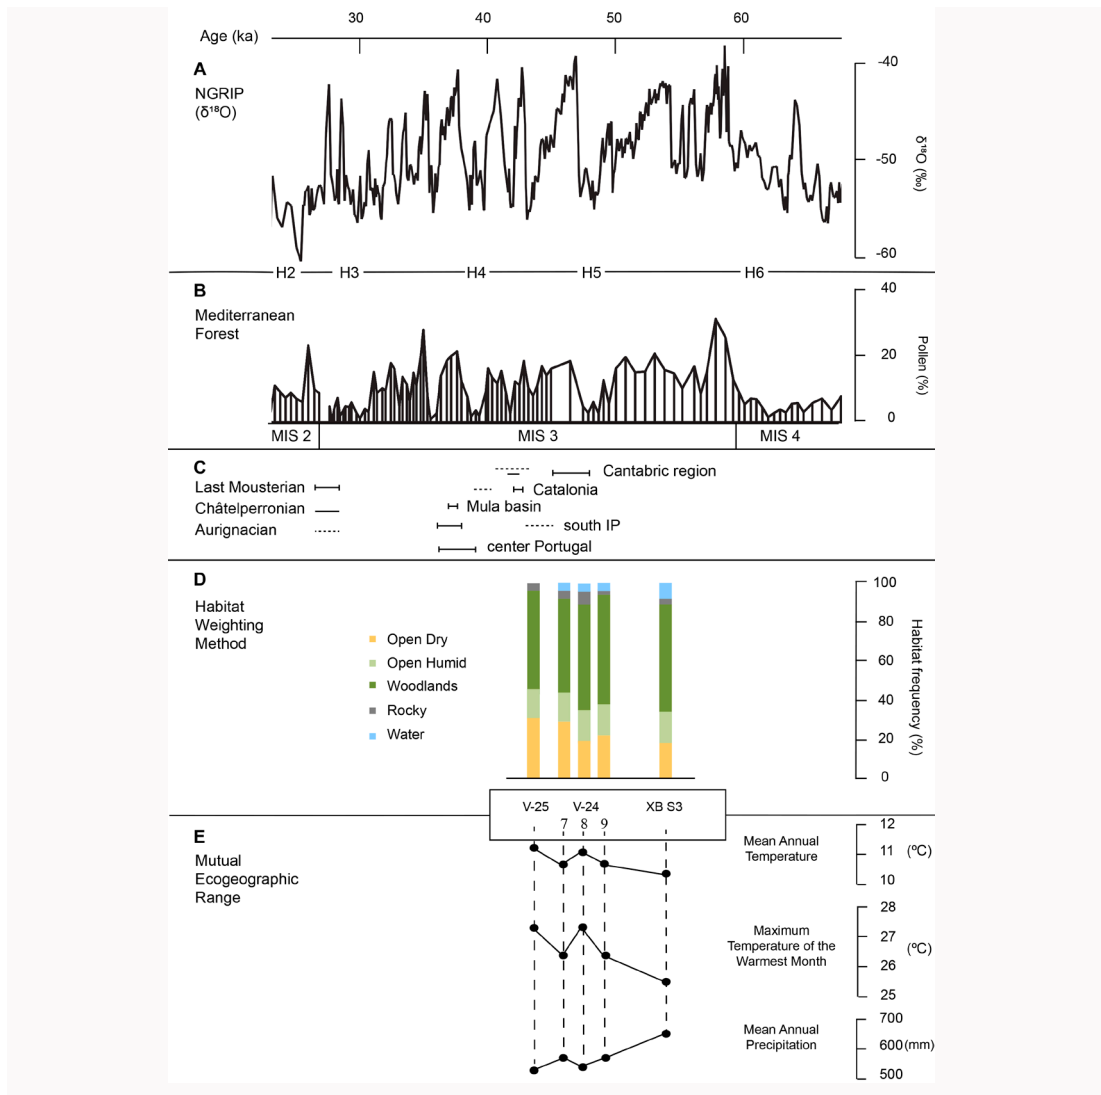 30 40 50 60
Age (ka)
A
NGRIP
(δ¹⁸O)
-40
-50
-60
δ¹⁸O (‰)
H2 H3 H4 H5 H6
B
Mediterranean
Forest
40
20
0
Pollen (%)
MIS 2 MIS 3 MIS 4
C
Cantabric region
Last Mousterian
Catalonia
Châtelperronian
Mula basin
Aurignacian
south IP
center Portugal
D
Habitat
Weighting
Method
Open Dry
Open Humid
Woodlands
Rocky
Water
100
80
60
40
20
0
Habitat frequency (%)
V-25 V-24 XB S3
7 8 9
E
Mutual
Ecogeographic
Range
Mean Annual
Temperature
12
11 (ºC)
10
Maximum
Temperature of the
Warmest Month
28
27
(ºC)
26
25
Mean Annual
Precipitation
700
600 (mm)
500